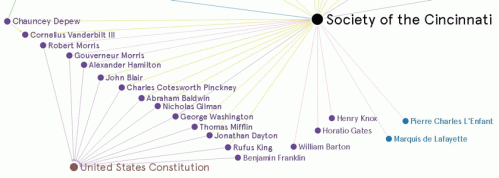 Chauncey Depew
Society of the Cincinnati
Cornelius Vanderbilt III
Robert Morris
Gouverneur Morris
Alexander Hamilton
John Blair
Charles Cotesworth Pinckney
Abraham Baldwin
Nicholas Gilman
George Washington
Henry Knox
Pierre Charles L'Enfant
Thomas Mifflin
Horatio Gates
Jonathan Dayton
Marquis de Lafayette
Rufus King
William Barton
Benjamin Franklin
United States Constitution